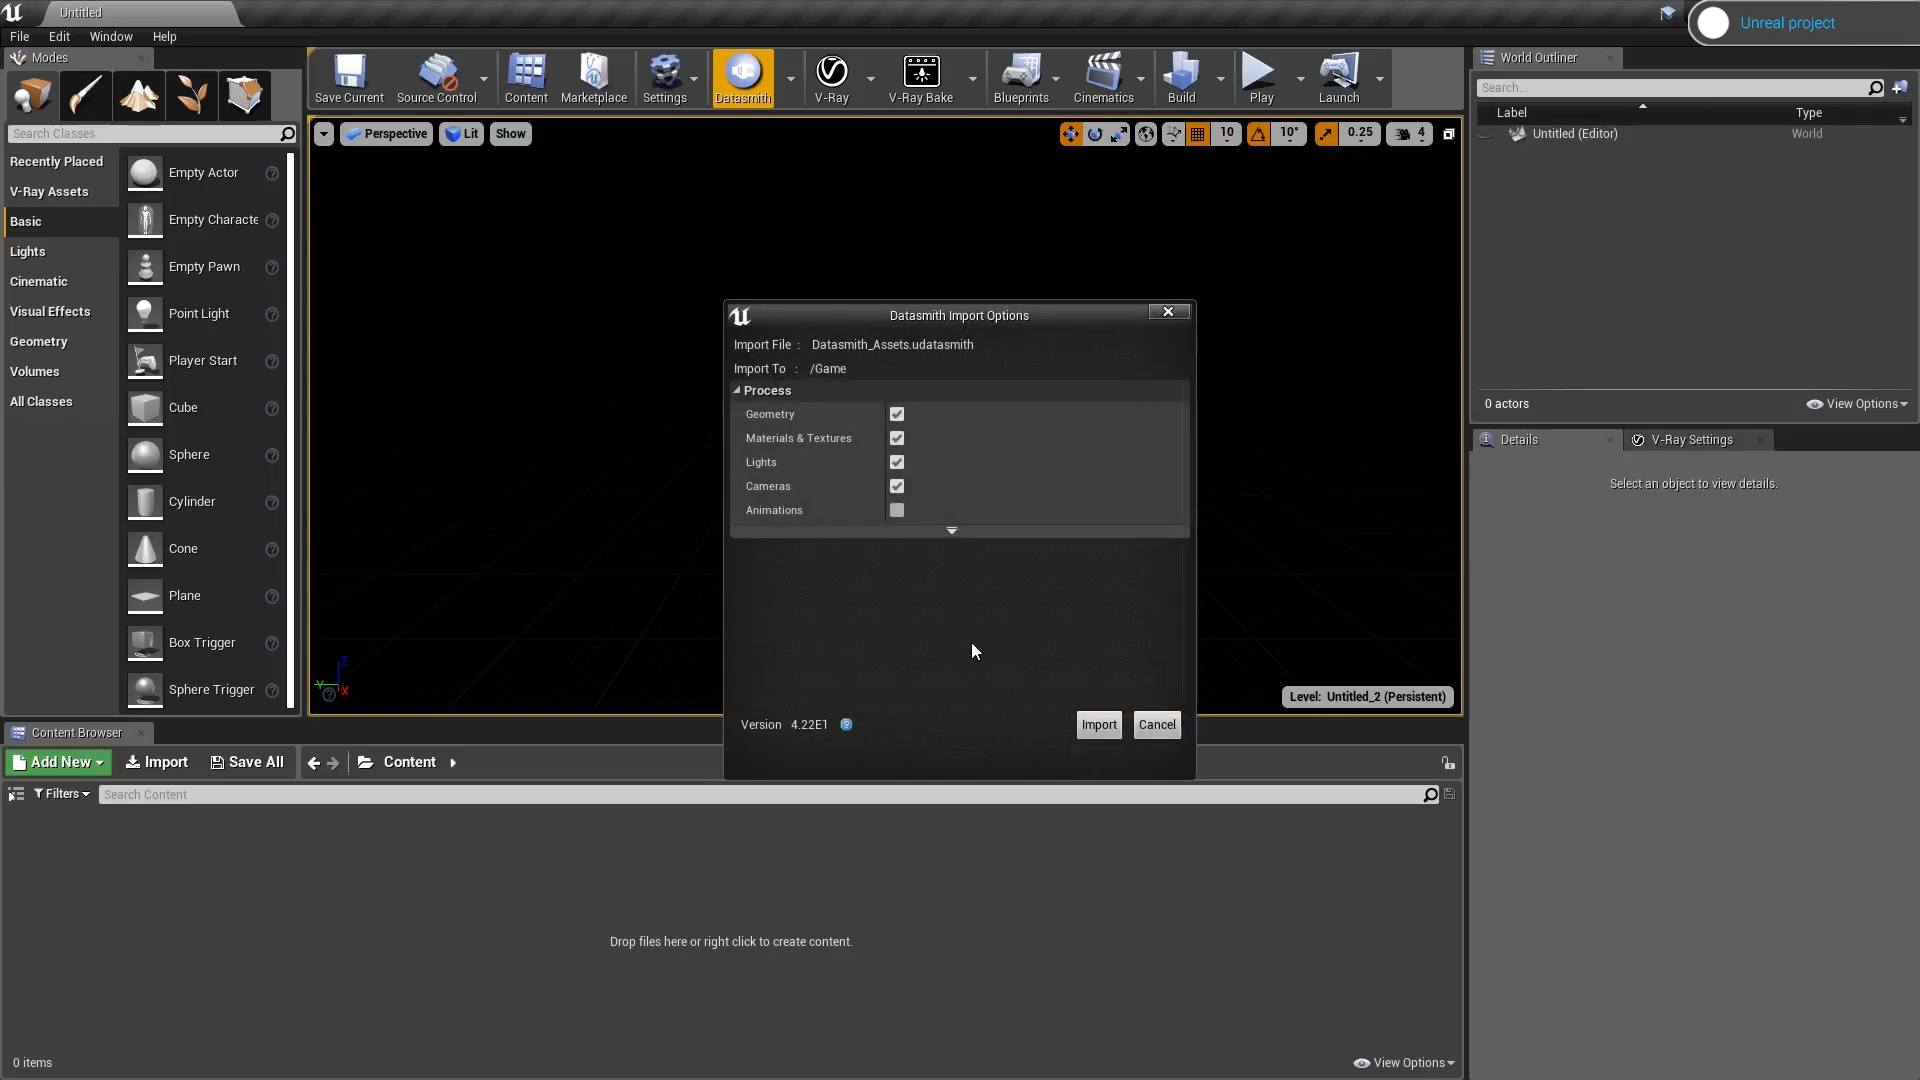 Untitled
Unreal project
File Edit Window Help
Modes
Search Classes
Recently Placed
V-Ray Assets
Basic
Lights
Cinematic
Visual Effects
Geometry
Volumes
All Classes
Empty Actor
Empty Characte
Empty Pawn
Point Light
Player Start
Cube
Sphere
Cylinder
Cone
Plane
Box Trigger
Sphere Trigger
Save Current
Source Control
Content
Marketplace
Settings
Datasmith
V-Ray
V-Ray Bake
Blueprints
Cinematics
Build
Play
Launch
Perspective
Lit
Show
10
10°
0.25
4
Z
Y
X
Level: Untitled_2 (Persistent)
Datasmith Import Options
Import File : Datasmith_Assets.udatasmith
Import To : /Game
Process
Geometry
Materials & Textures
Lights
Cameras
Animations
Version 4.22E1
Import
Cancel
World Outliner
Search...
Label Type
Untitled (Editor) World
0 actors
View Options
Details
V-Ray Settings
Select an object to view details.
Content Browser
Add New
Import
Save All
Content
Filters
Search Content
Drop files here or right click to create content.
0 items
View Options